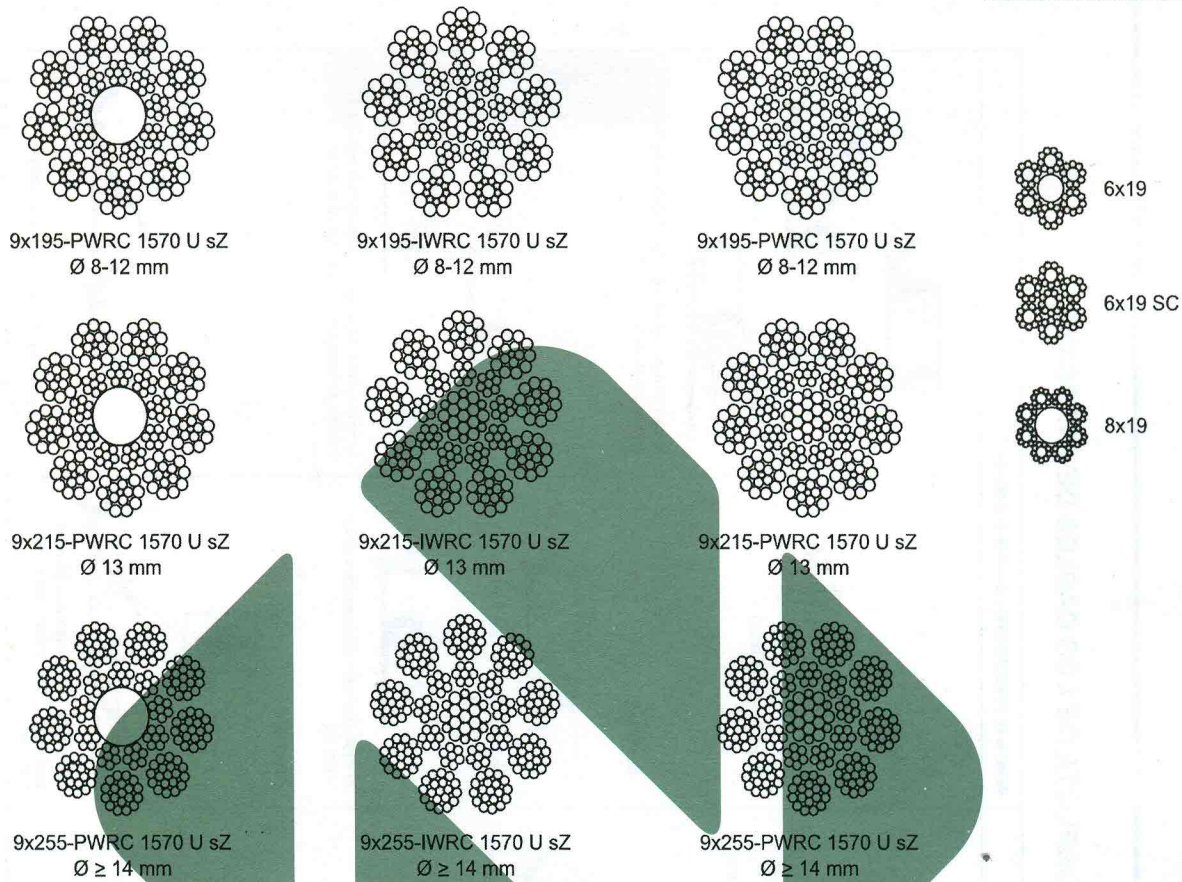 9x195-PWRC 1570 U sZ
Ø 8-12 mm
9x195-IWRC 1570 U sZ
Ø 8-12 mm
9x195-PWRC 1570 U sZ
Ø 8-12 mm
6x19
6x19 SC
8x19
9x215-PWRC 1570 U sZ
Ø 13 mm
9x215-IWRC 1570 U sZ
Ø 13 mm
9x215-PWRC 1570 U sZ
Ø 13 mm
9x255-PWRC 1570 U sZ
Ø ≥ 14 mm
9x255-IWRC 1570 U sZ
Ø ≥ 14 mm
9x255-PWRC 1570 U sZ
Ø ≥ 14 mm